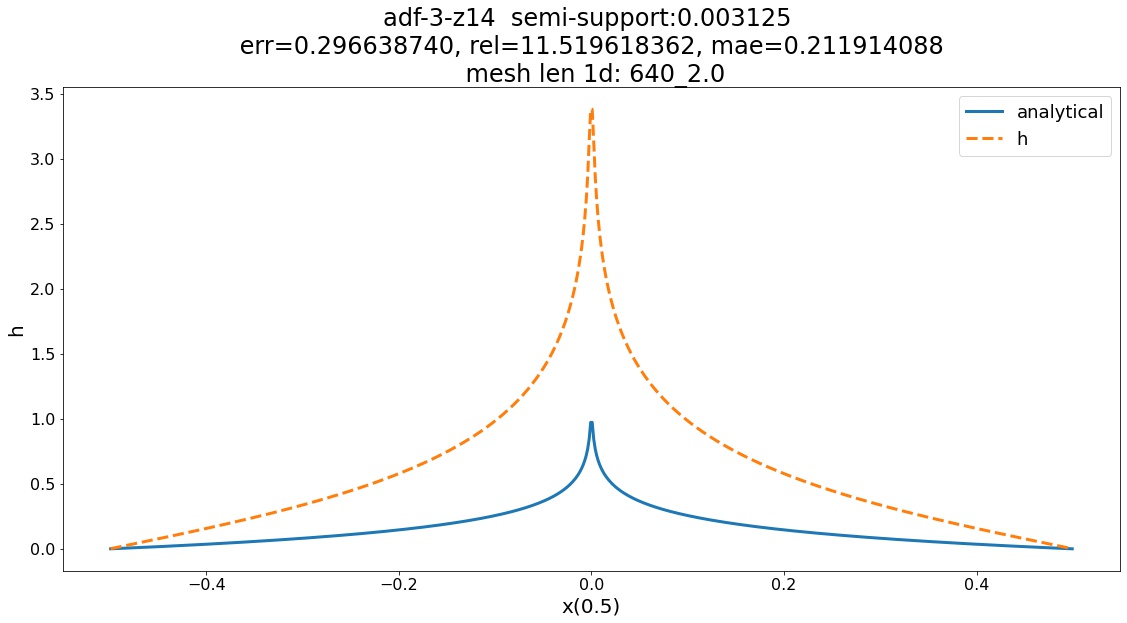 adf-3-z14  semi-support:0.003125
err=0.296638740, rel=11.519618362, mae=0.211914088
mesh len 1d: 640_2.0
3.5
3.0
2.5
2.0
1.5
1.0
0.5
0.0
h
analytical
h
−0.4
−0.2
0.0
0.2
0.4
x(0.5)